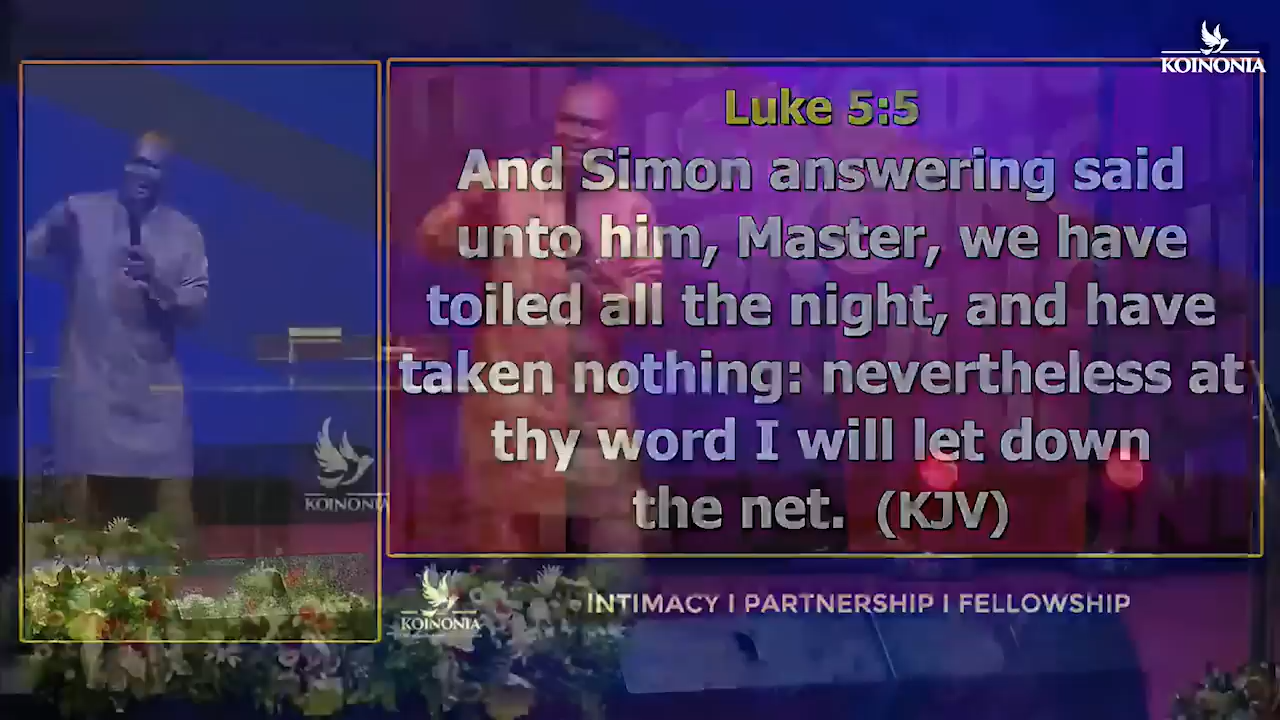 KOINONIA
Luke 5:5
And Simon answering said
unto him, Master, we have
toiled all the night, and have
taken nothing: nevertheless at
thy word I will let down
the net. (KJV)
KOINONIA
KOINONIA
INTIMACY I PARTNERSHIP I FELLOWSHIP